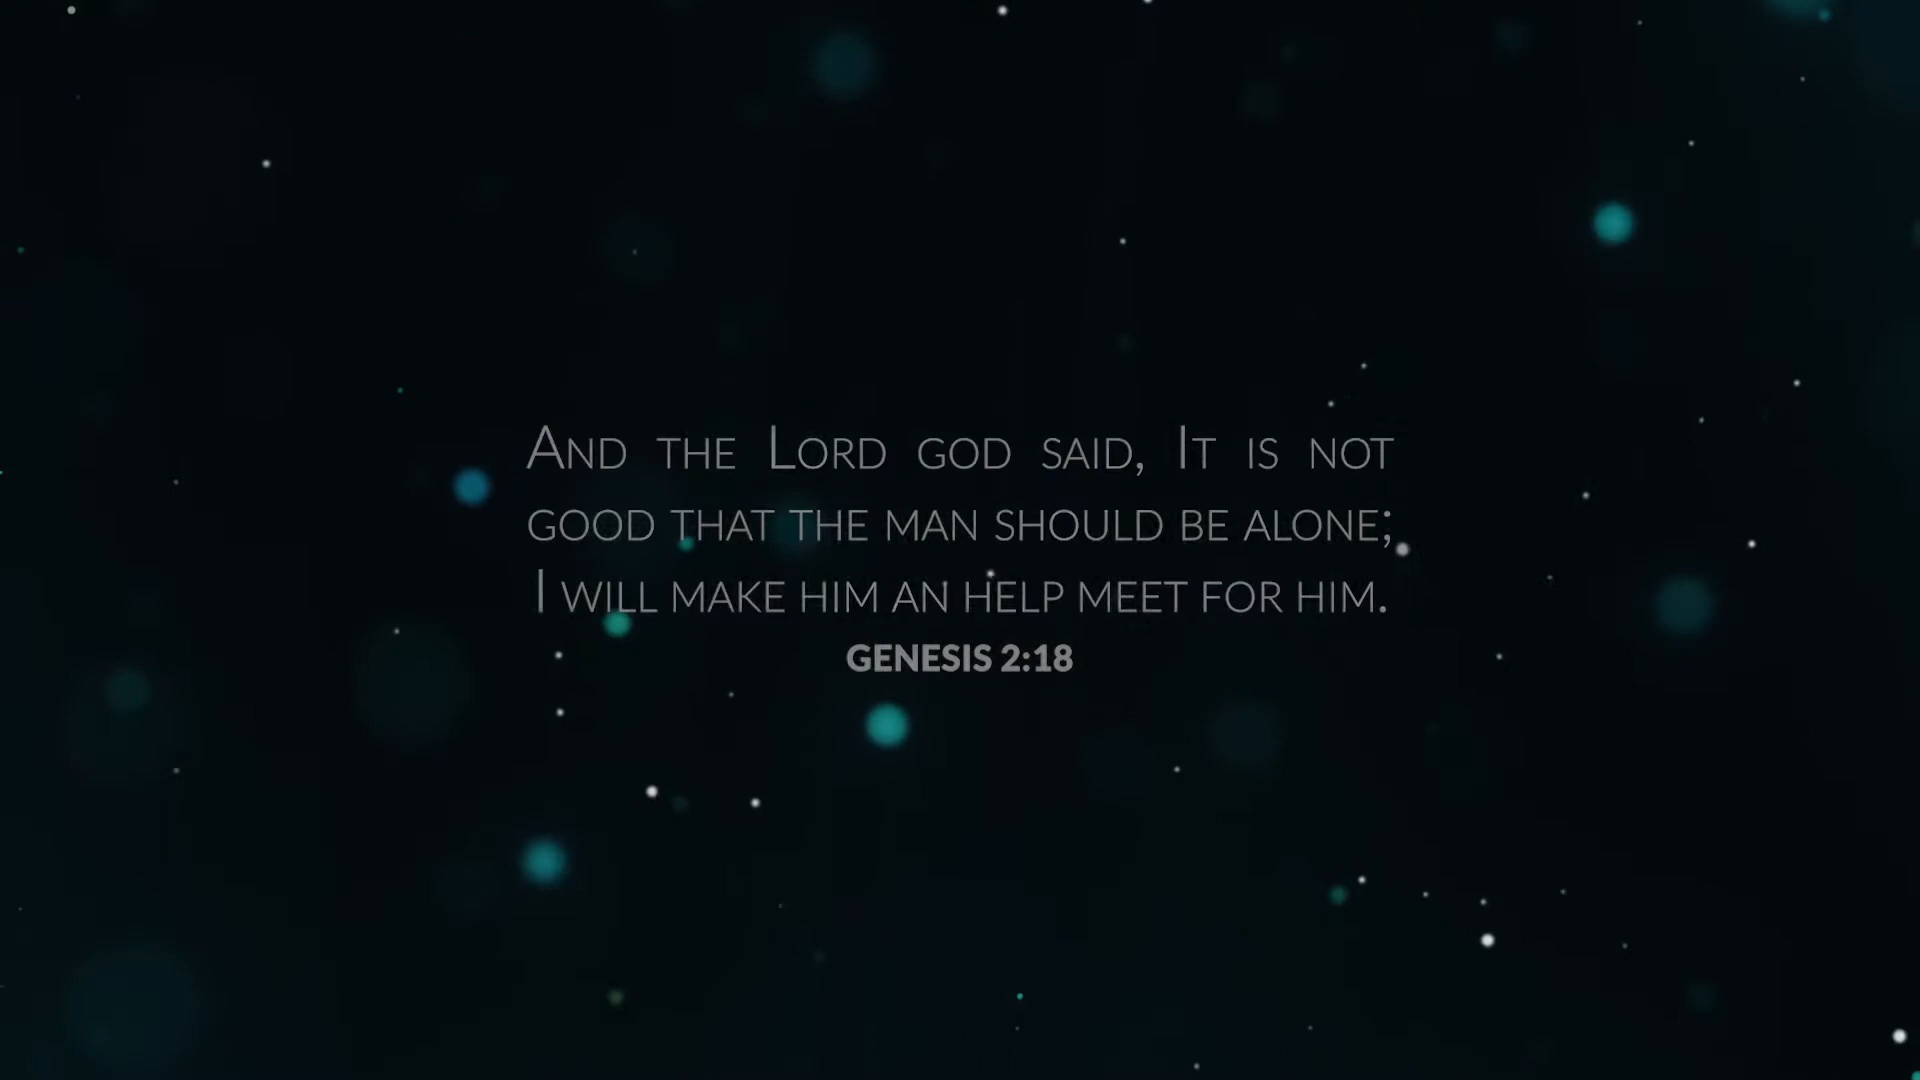 And the Lord god said, It is not
good that the man should be alone;
I will make him an help meet for him.
GENESIS 2:18